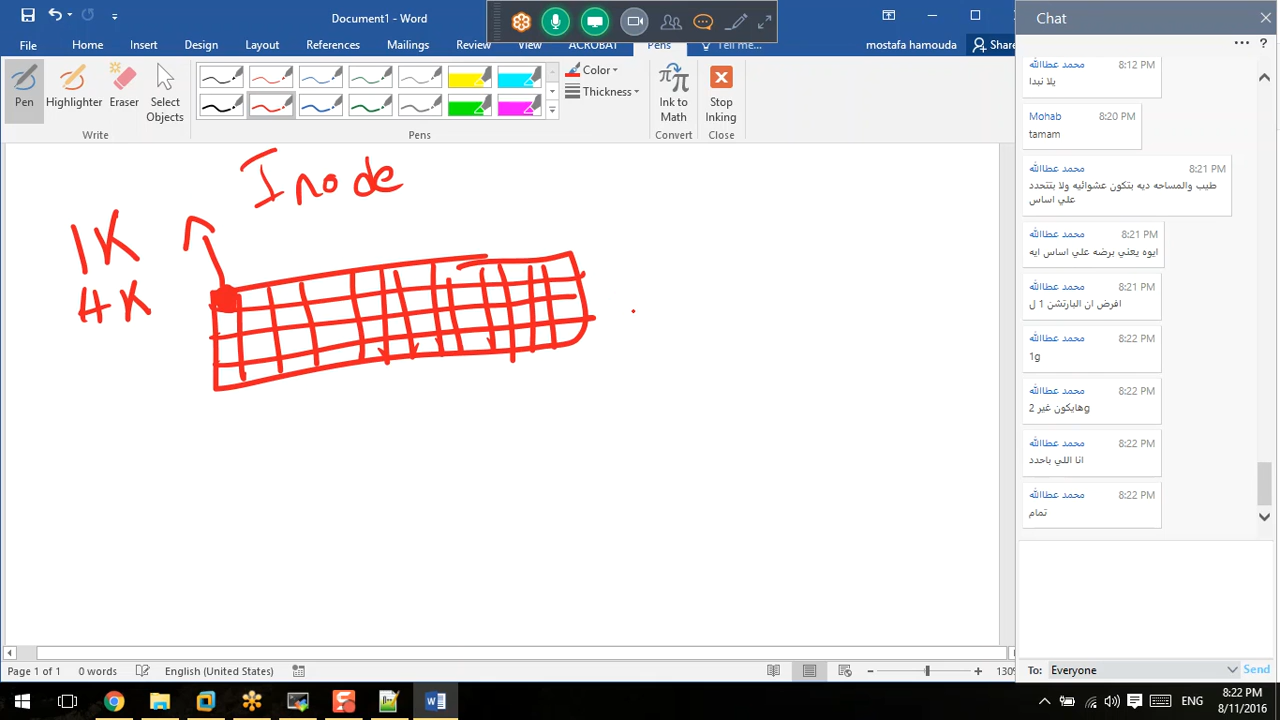 Document1 - Word
File Home Insert Design Layout References Mailings Review View ACROBAT Pens Tell me... mostafa hamouda Share
Pen Highlighter Eraser Select Objects
Color
Thickness
Ink to Math
Stop Inking
Write Pens Convert Close
Inode
1K
4K
Chat
محمد عطاالله 8:12 PM
يلا نبدا
Mohab 8:20 PM
tamam
محمد عطاالله 8:21 PM
طيب والمساحه ديه بتكون عشوائيه ولا بتتحدد
علي اساس
محمد عطاالله 8:21 PM
ايوه يعني برضه علي اساس ايه
محمد عطاالله 8:21 PM
افرض ان البارتشن 1 ل
محمد عطاالله 8:21 PM
1g
محمد عطاالله 8:22 PM
هايكون غير 2g
محمد عطاالله 8:22 PM
انا اللي باحدد
محمد عطاالله 8:22 PM
تمام
To: Everyone Send
Page 1 of 1 0 words English (United States) 130%
ENG 8:22 PM
8/11/2016